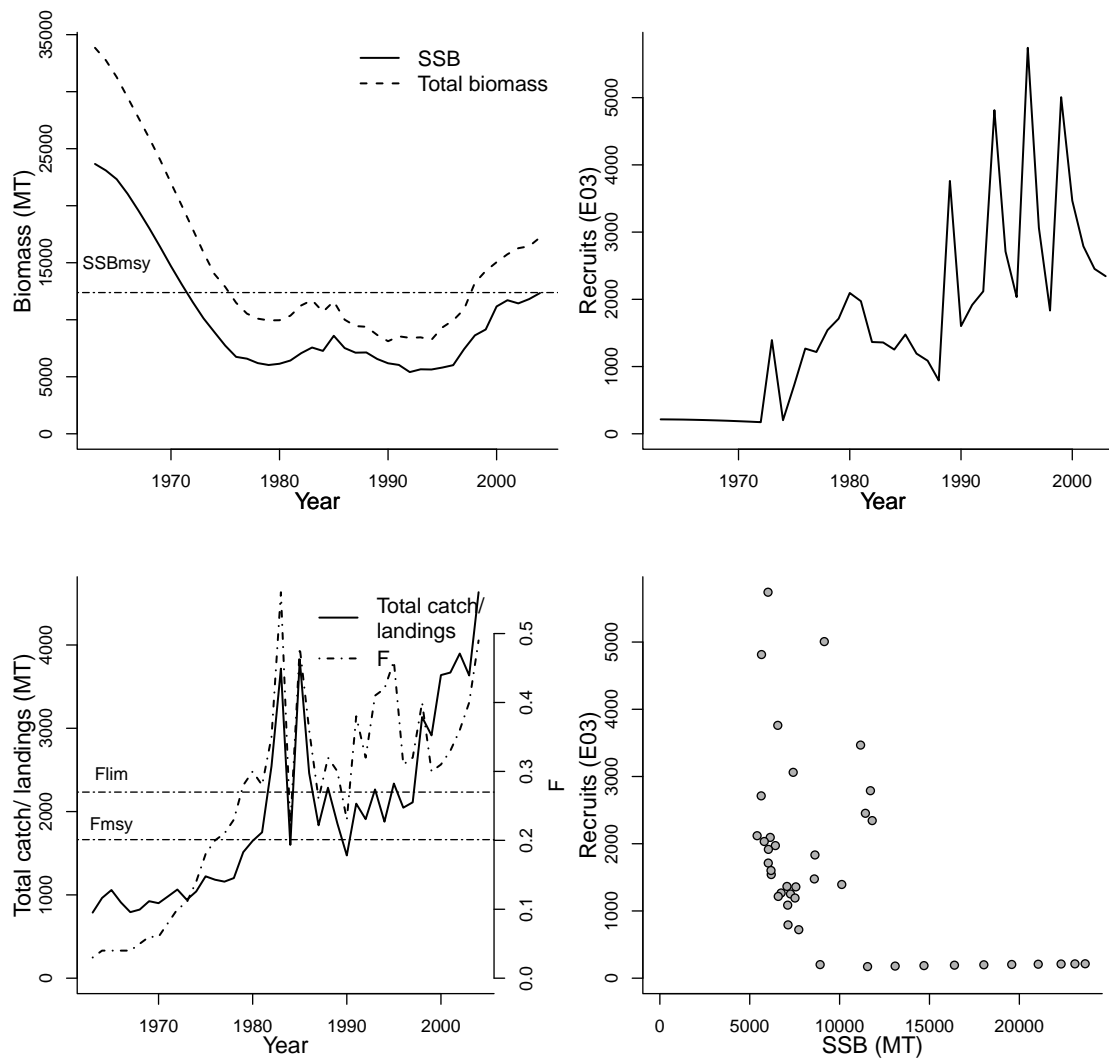 SSB
Total biomass
SSBmsy
Biomass (MT)
0
5000
15000
25000
35000
1970
1980
1990
2000
Year
Recruits (E03)
0
1000
2000
3000
4000
5000
1970
1980
1990
2000
Year
Total catch/
landings
F
Flim
Fmsy
Total catch/ landings (MT)
0
1000
2000
3000
4000
0.0
0.1
0.2
0.3
0.4
0.5
F
1970
1980
1990
2000
Year
Recruits (E03)
0
1000
2000
3000
4000
5000
0
5000
10000
15000
20000
SSB (MT)